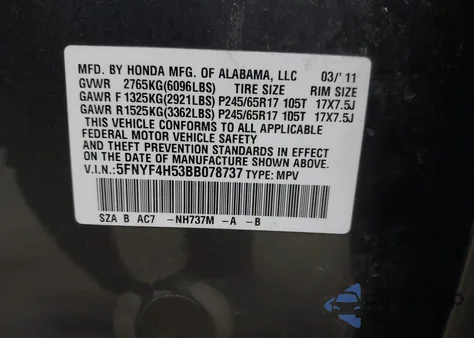 MFD. BY HONDA MFG. OF ALABAMA, LLC 03/'11
GVWR 2765KG(6096LBS) TIRE SIZE RIM SIZE
GAWR F 1325KG(2921LBS) P245/65R17 105T 17X7.5J
GAWR R1525KG(3362LBS) P245/65R17 105T 17X7.5J
THIS VEHICLE CONFORMS TO ALL APPLICABLE
FEDERAL MOTOR VEHICLE SAFETY
AND THEFT PREVENTION STANDARDS IN EFFECT
ON THE DATE OF MANUFACTURE SHOWN ABOVE.
V.I.N.: 5FNYF4H53BB078737 TYPE: MPV
SZA B AC7 -NH737M -A -B